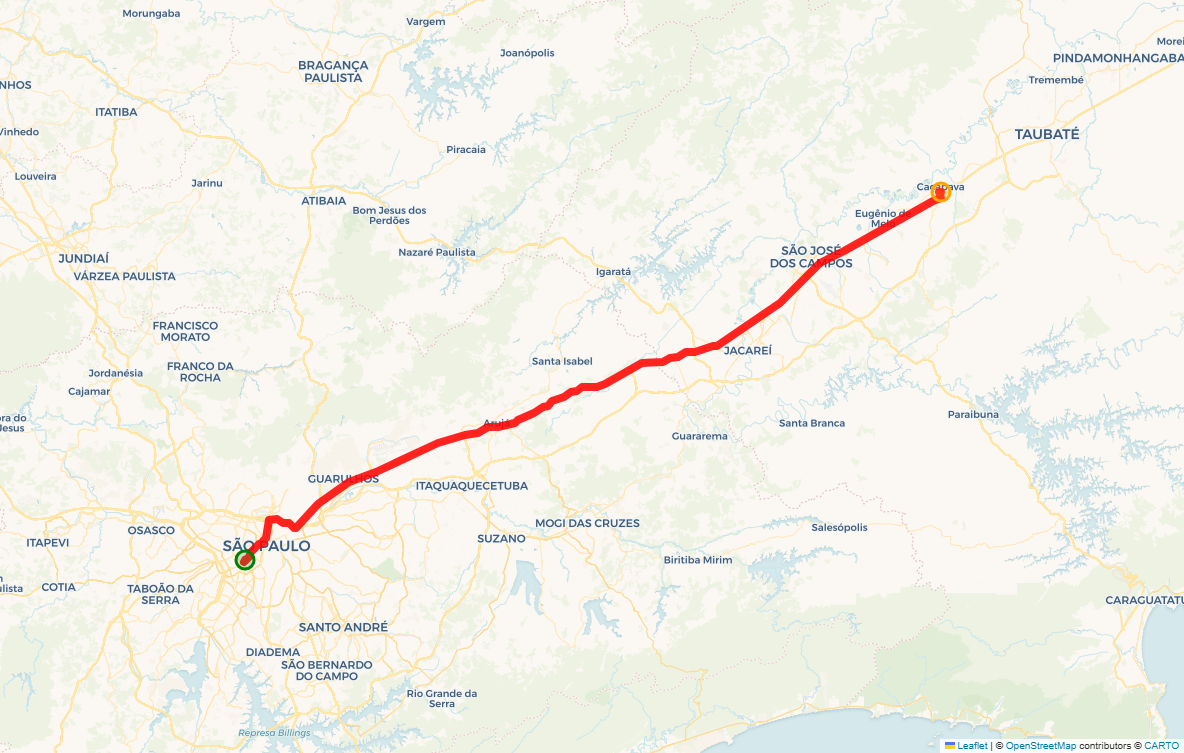 Morungaba
Vargem
Morei
Joanópolis
PINDAMONHANGABA
BRAGANÇA
PAULISTA
Tremembé
NHOS
ITATIBA
Vinhedo
TAUBATÉ
Piracaia
Louveira
Jarinu
Caçapava
ATIBAIA
Bom Jesus dos
Perdões
Eugênio de
Melo
Nazaré Paulista
SÃO JOSÉ
DOS CAMPOS
JUNDIAÍ
VÁRZEA PAULISTA
Igaratá
FRANCISCO
MORATO
JACAREÍ
Santa Isabel
FRANCO DA
ROCHA
Jordanésia
Cajamar
ora do
Jesus
Arujá
Santa Branca
Paraibuna
Guararema
GUARULHOS
ITAQUAQUECETUBA
MOGI DAS CRUZES
Salesópolis
OSASCO
SUZANO
ITAPEVI
SÃO PAULO
Biritiba Mirim
ulista
COTIA
TABOÃO DA
SERRA
CARAGUATATU
SANTO ANDRÉ
DIADEMA
SÃO BERNARDO
DO CAMPO
Rio Grande da
Serra
Represa Billings
Leaflet | © OpenStreetMap contributors © CARTO